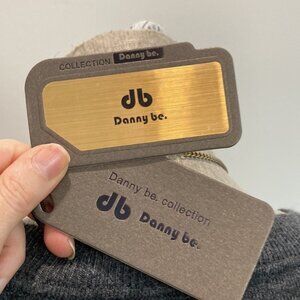 COLLECTION Danny be.
db
Danny be.
Danny be. collection
db Danny be.